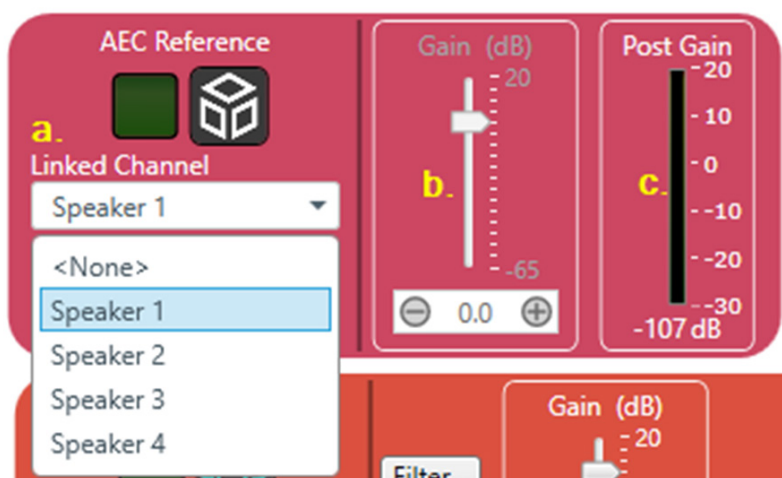 AEC Reference
a.
Linked Channel
Speaker 1
<None>
Speaker 1
Speaker 2
Speaker 3
Speaker 4
Gain (dB)
20
b.
-65
0.0
Post Gain
20
10
0
c.
-10
-20
-30
-107 dB
Filter
Gain (dB)
20